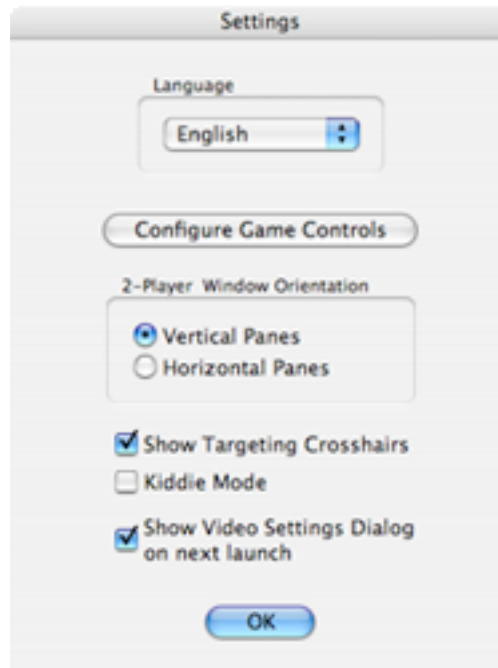 Settings
Language
English
Configure Game Controls
2-Player Window Orientation
Vertical Panes
Horizontal Panes
Show Targeting Crosshairs
Kiddie Mode
Show Video Settings Dialog
on next launch
OK